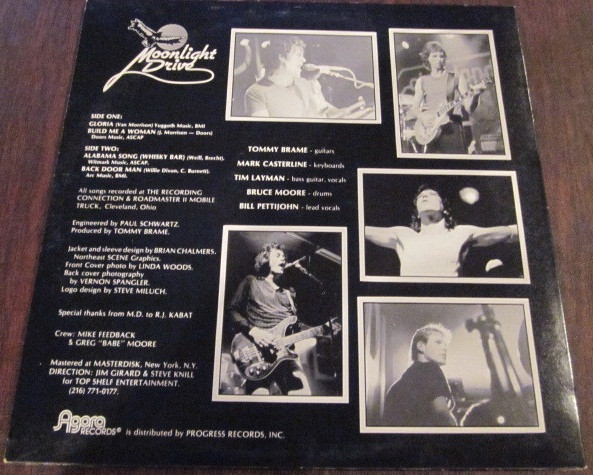 Moonlight
Drive
SIDE ONE:
GLORIA (Van Morrison) Yuggoth Music, BMI
BUILD ME A WOMAN (J. Morrison — Doors)
Doors Music, ASCAP
SIDE TWO:
ALABAMA SONG (WHISKY BAR) (Weill, Brecht).
Witmark Music, ASCAP.
BACK DOOR MAN (Willie Dixon, C. Burnett).
Arc Music, BMI.
All songs recorded at THE RECORDING
CONNECTION & ROADMASTER II MOBILE
TRUCK, Cleveland, Ohio
Engineered by PAUL SCHWARTZ.
Produced by TOMMY BRAME.
Jacket and sleeve design by BRIAN CHALMERS.
Northeast SCENE Graphics.
Front Cover photo by LINDA WOODS.
Back cover photography
by VERNON SPANGLER.
Logo design by STEVE MILUCH.
Special thanks from M.D. to R.J. KABAT
Crew: MIKE FEEDBACK
& GREG "BABE" MOORE
Mastered at MASTERDISK, New York, N.Y.
DIRECTION: JIM GIRARD & STEVE KNILL
for TOP SHELF ENTERTAINMENT.
(216) 771-0177.
Agora
RECORDS® is distributed by PROGRESS RECORDS, INC.
TOMMY BRAME - guitars
MARK CASTERLINE - keyboards
TIM LAYMAN - bass guitar, vocals
BRUCE MOORE - drums
BILL PETTIJOHN - lead vocals